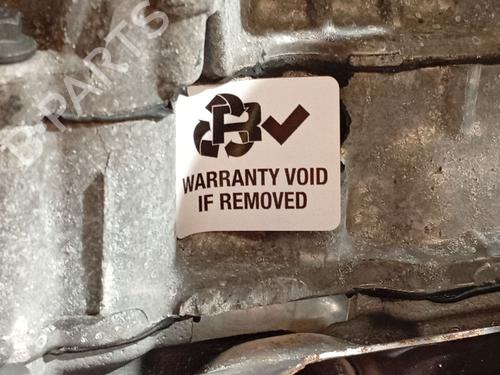 B-PARTS
R
WARRANTY VOID
IF REMOVED